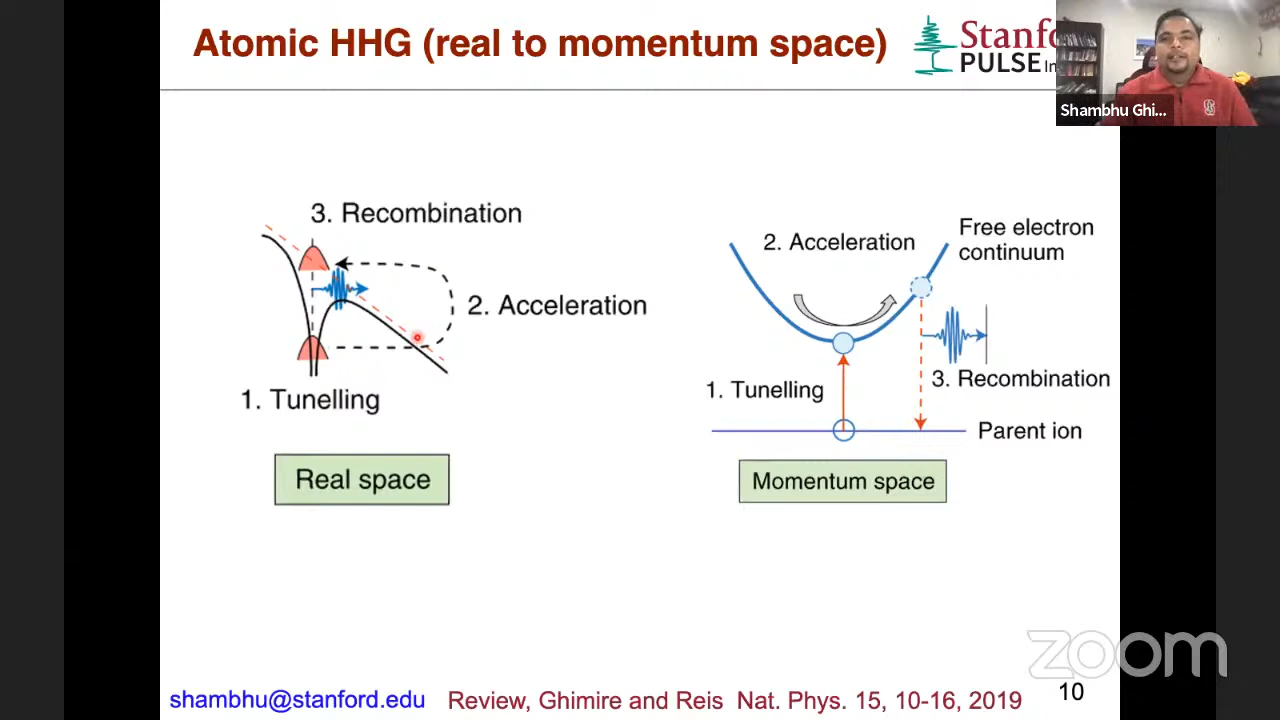 Atomic HHG (real to momentum space)
Stanf
PULSE In
Shambhu Ghi...
3. Recombination
2. Acceleration
1. Tunelling
Real space
2. Acceleration
Free electron
continuum
1. Tunelling
3. Recombination
Parent ion
Momentum space
zoom
shambhu@stanford.edu
Review, Ghimire and Reis Nat. Phys. 15, 10-16, 2019
10